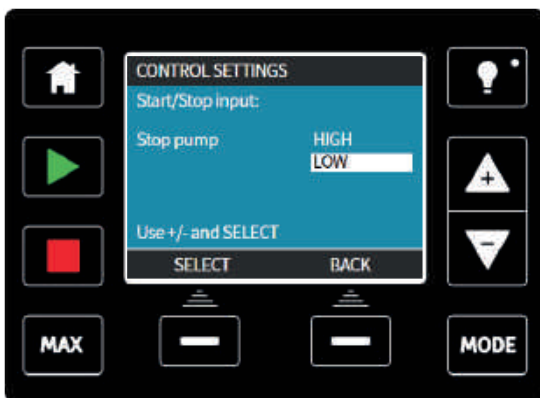 CONTROL SETTINGS
Start/Stop input:
Stop pump HIGH
LOW
Use +/- and SELECT
SELECT BACK
MAX
MODE
+
-